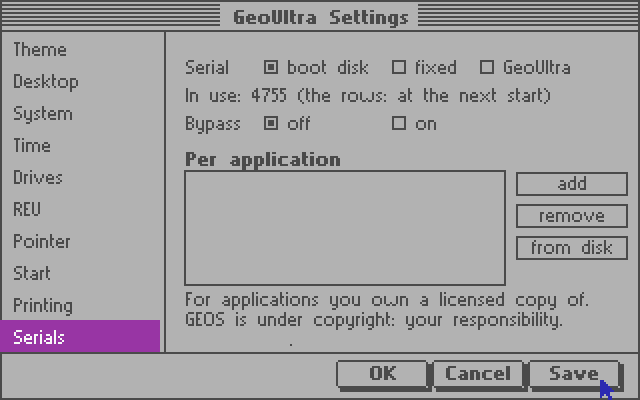 GeoUltra Settings
Theme
Desktop
System
Time
Drives
REU
Pointer
Start
Printing
Serials
Serial boot disk fixed GeoUltra
In use: 4755 (the rows: at the next start)
Bypass off on
Per application
add
remove
from disk
For applications you own a licensed copy of.
GEOS is under copyright: your responsibility.
OK Cancel Save